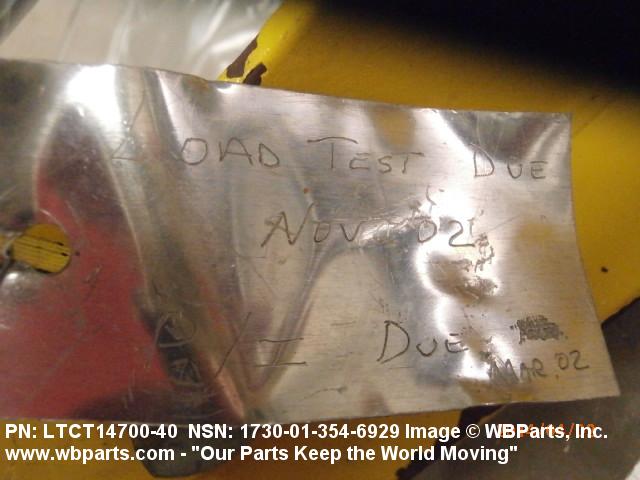 LOAD TEST DUE
NOV 02
P/I DUE
MAR. 02
PN: LTCT14700-40 NSN: 1730-01-354-6929 Image © WBParts, Inc.
www.wbparts.com - "Our Parts Keep the World Moving"